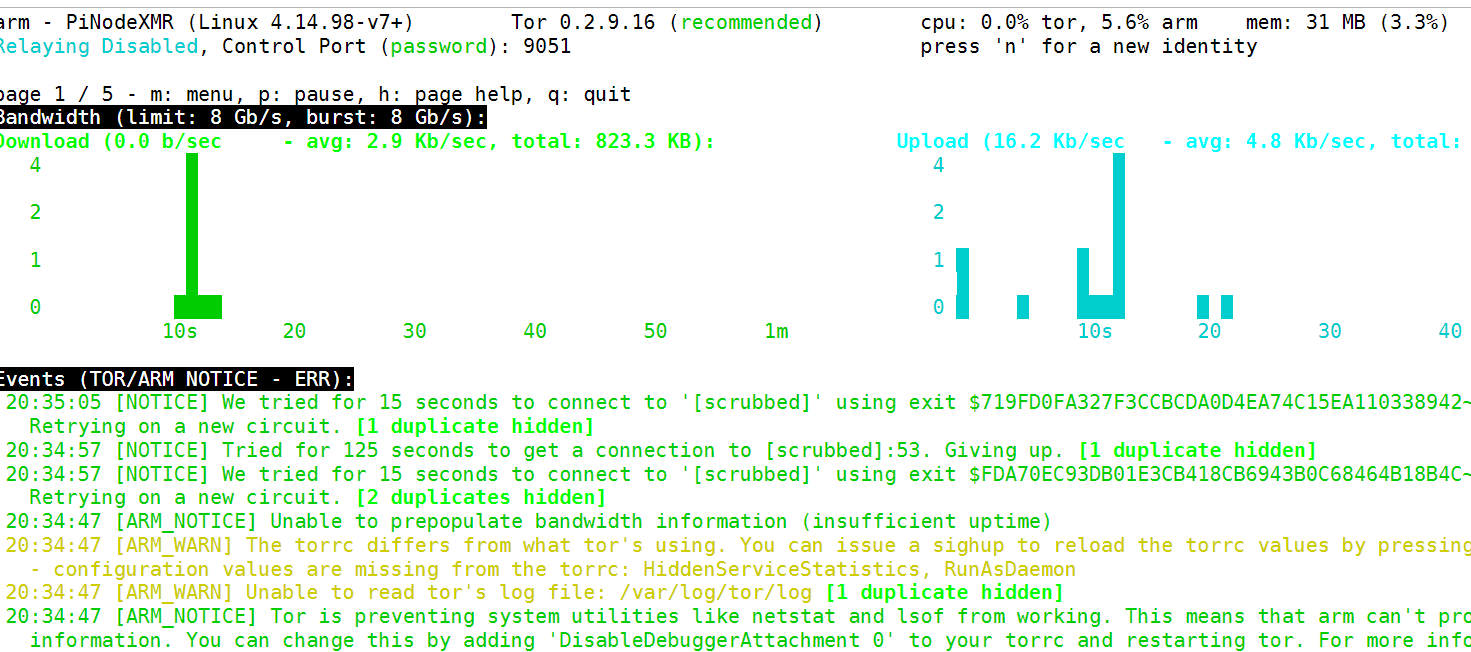 arm - PiNodeXMR (Linux 4.14.98-v7+) Tor 0.2.9.16 (recommended) cpu: 0.0% tor, 5.6% arm mem: 31 MB (3.3%)
Relaying Disabled, Control Port (password): 9051 press 'n' for a new identity
page 1 / 5 - m: menu, p: pause, h: page help, q: quit
Bandwidth (limit: 8 Gb/s, burst: 8 Gb/s):
Download (0.0 b/sec - avg: 2.9 Kb/sec, total: 823.3 KB): Upload (16.2 Kb/sec - avg: 4.8 Kb/sec, total:
4 4
2 2
1 1
0 0
10s 20 30 40 50 1m 10s 20 30 40
Events (TOR/ARM NOTICE - ERR):
20:35:05 [NOTICE] We tried for 15 seconds to connect to '[scrubbed]' using exit $719FD0FA327F3CCBCDA0D4EA74C15EA110338942~
Retrying on a new circuit. [1 duplicate hidden]
20:34:57 [NOTICE] Tried for 125 seconds to get a connection to [scrubbed]:53. Giving up. [1 duplicate hidden]
20:34:57 [NOTICE] We tried for 15 seconds to connect to '[scrubbed]' using exit $FDA70EC93DB01E3CB418CB6943B0C68464B18B4C~
Retrying on a new circuit. [2 duplicates hidden]
20:34:47 [ARM_NOTICE] Unable to prepopulate bandwidth information (insufficient uptime)
20:34:47 [ARM_WARN] The torrc differs from what tor's using. You can issue a sighup to reload the torrc values by pressing
- configuration values are missing from the torrc: HiddenServiceStatistics, RunAsDaemon
20:34:47 [ARM_WARN] Unable to read tor's log file: /var/log/tor/log [1 duplicate hidden]
20:34:47 [ARM_NOTICE] Tor is preventing system utilities like netstat and lsof from working. This means that arm can't pro
information. You can change this by adding 'DisableDebuggerAttachment 0' to your torrc and restarting tor. For more info